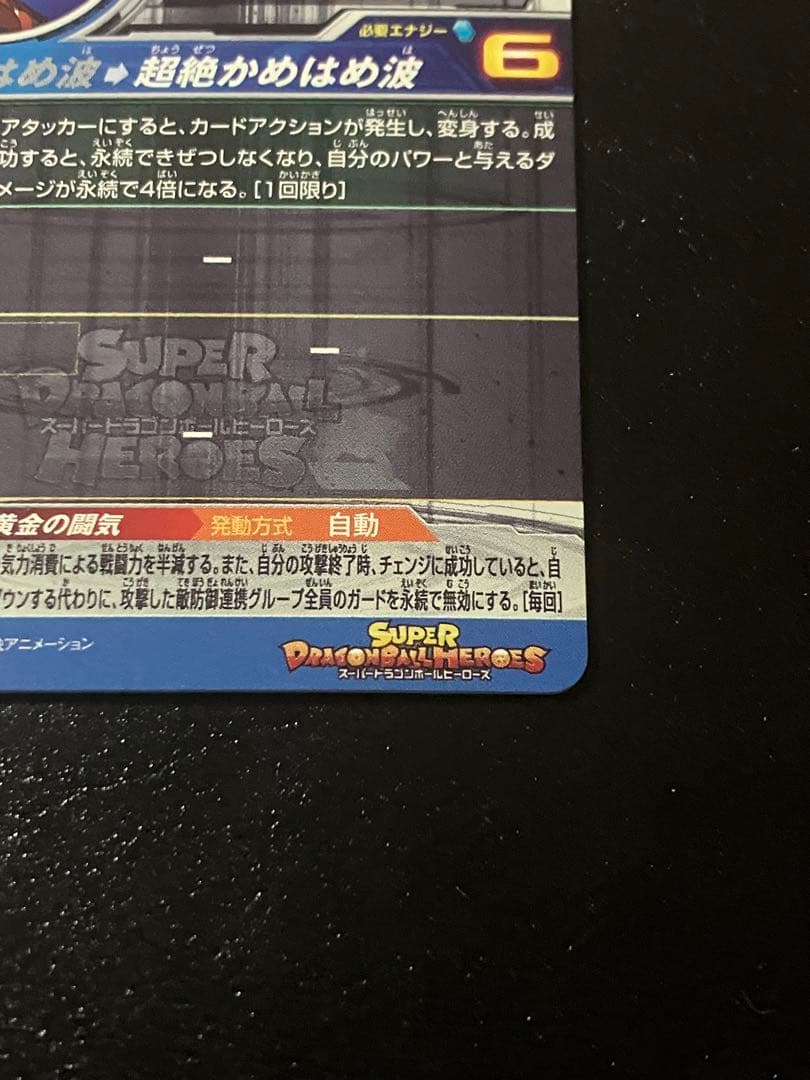 必要エナジー 6
はめ波➡超絶かめはめ波
アタッカーにすると、カードアクションが発生し、変身する。成
功すると、永続できぜつしなくなり、自分のパワーと与えるダ
メージが永続で4倍になる。[1回限り]
SUPER
DRAGONBALL
スーパードラゴンボールヒーローズ
HEROES
黄金の闘気 発動方式 自動
気力消費による戦闘力を半減する。また、自分の攻撃終了時、チェンジに成功していると、自
ダウンする代わりに、攻撃した敵防御連携グループ全員のガードを永続で無効にする。[毎回]
アニメーション
SUPER
DRAGONBALL HEROES
スーパードラゴンボールヒーローズ